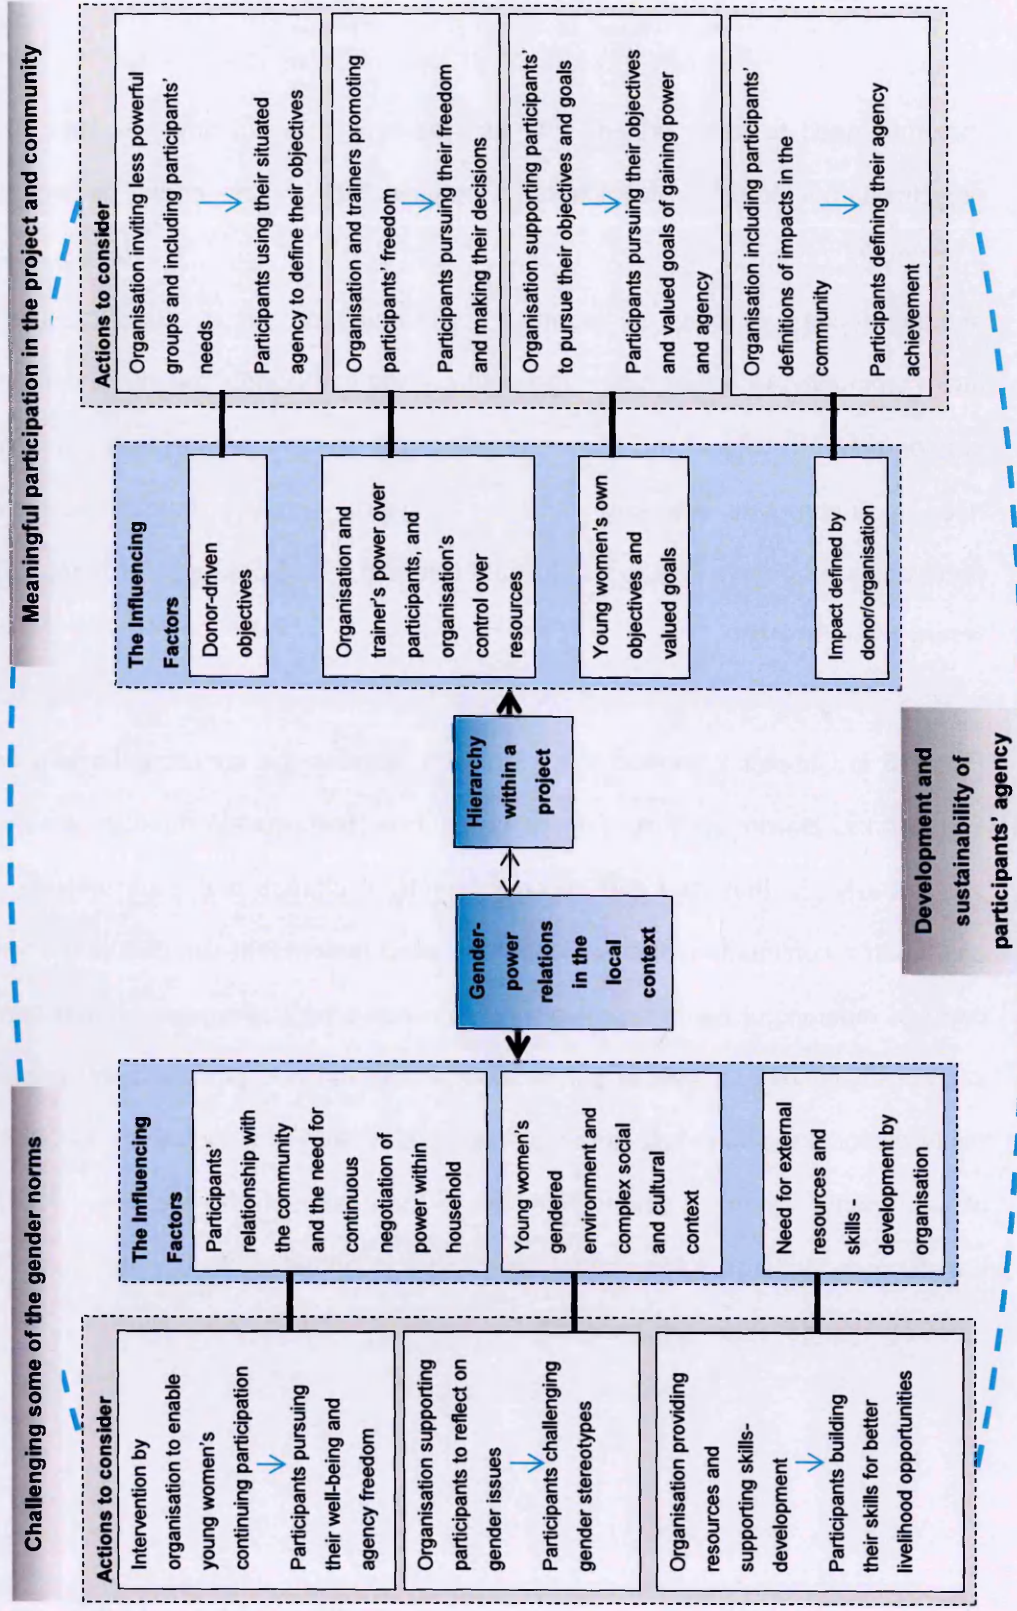 Challenging some of the gender norms
Meaningful participation in the project and community
Actions to consider
Intervention by
organisation to enable
young women's
continuing participation
Participants pursuing
their well-being and
agency freedom
Organisation supporting
participants to reflect on
gender issues
Participants challenging
gender stereotypes
Organisation providing
resources and
supporting skills-
development
Participants building
their skills for better
livelihood opportunities
The Influencing
Factors
Participants'
relationship with
the community
and the need for
continuous
negotiation of
power within
household
Young women's
gendered
environment and
complex social
and cultural
context
Need for external
resources and
skills
development by
organisation
Gender-
power
relations
in the
local
context
Hierarchy
within a
project
The Influencing
Factors
Donor-driven
objectives
Organisation and
trainer's power over
participants, and
organisation's
control over
resources
Young women's own
objectives and
valued goals
Impact defined by
donor/organisation
Actions to consider
Organisation inviting less powerful
groups and including participants'
needs
Participants using their situated
agency to define their objectives
Organisation and trainers promoting
participants' freedom
Participants pursuing their freedom
and making their decisions
Organisation supporting participants'
to pursue their objectives and goals
Participants pursuing their objectives
and valued goals of gaining power
and agency
Organisation including participants'
definitions of impacts in the
community
Participants defining their agency
achievement
Development and
sustainability of
participants' agency